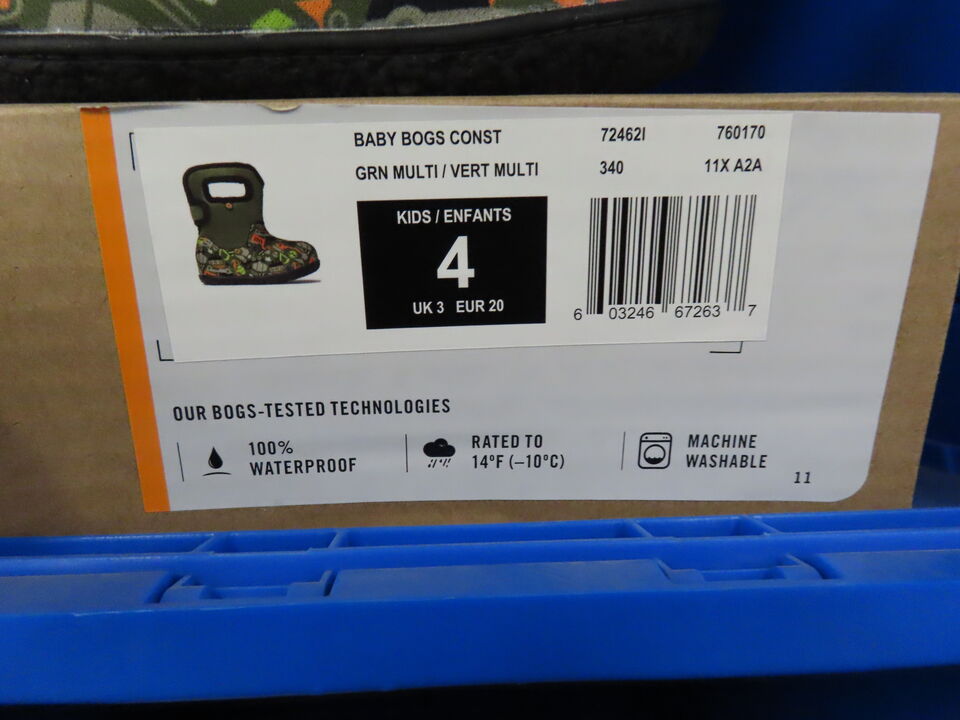 BABY BOGS CONST 72462I 760170
GRN MULTI / VERT MULTI 340 11X A2A
KIDS / ENFANTS
4
UK 3 EUR 20
6 03246 67263 7
OUR BOGS-TESTED TECHNOLOGIES
100%
WATERPROOF
RATED TO
14°F (–10°C)
MACHINE
WASHABLE
11